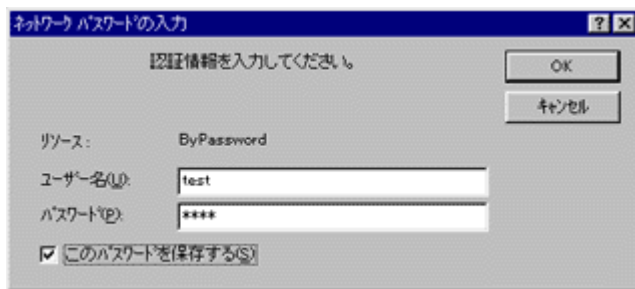 ネットワーク パスワードの入力
認証情報を入力してください。
OK
キャンセル
リソース: ByPassword
ユーザー名(U): test
パスワード(P): ****
このパスワードを保存する(S)